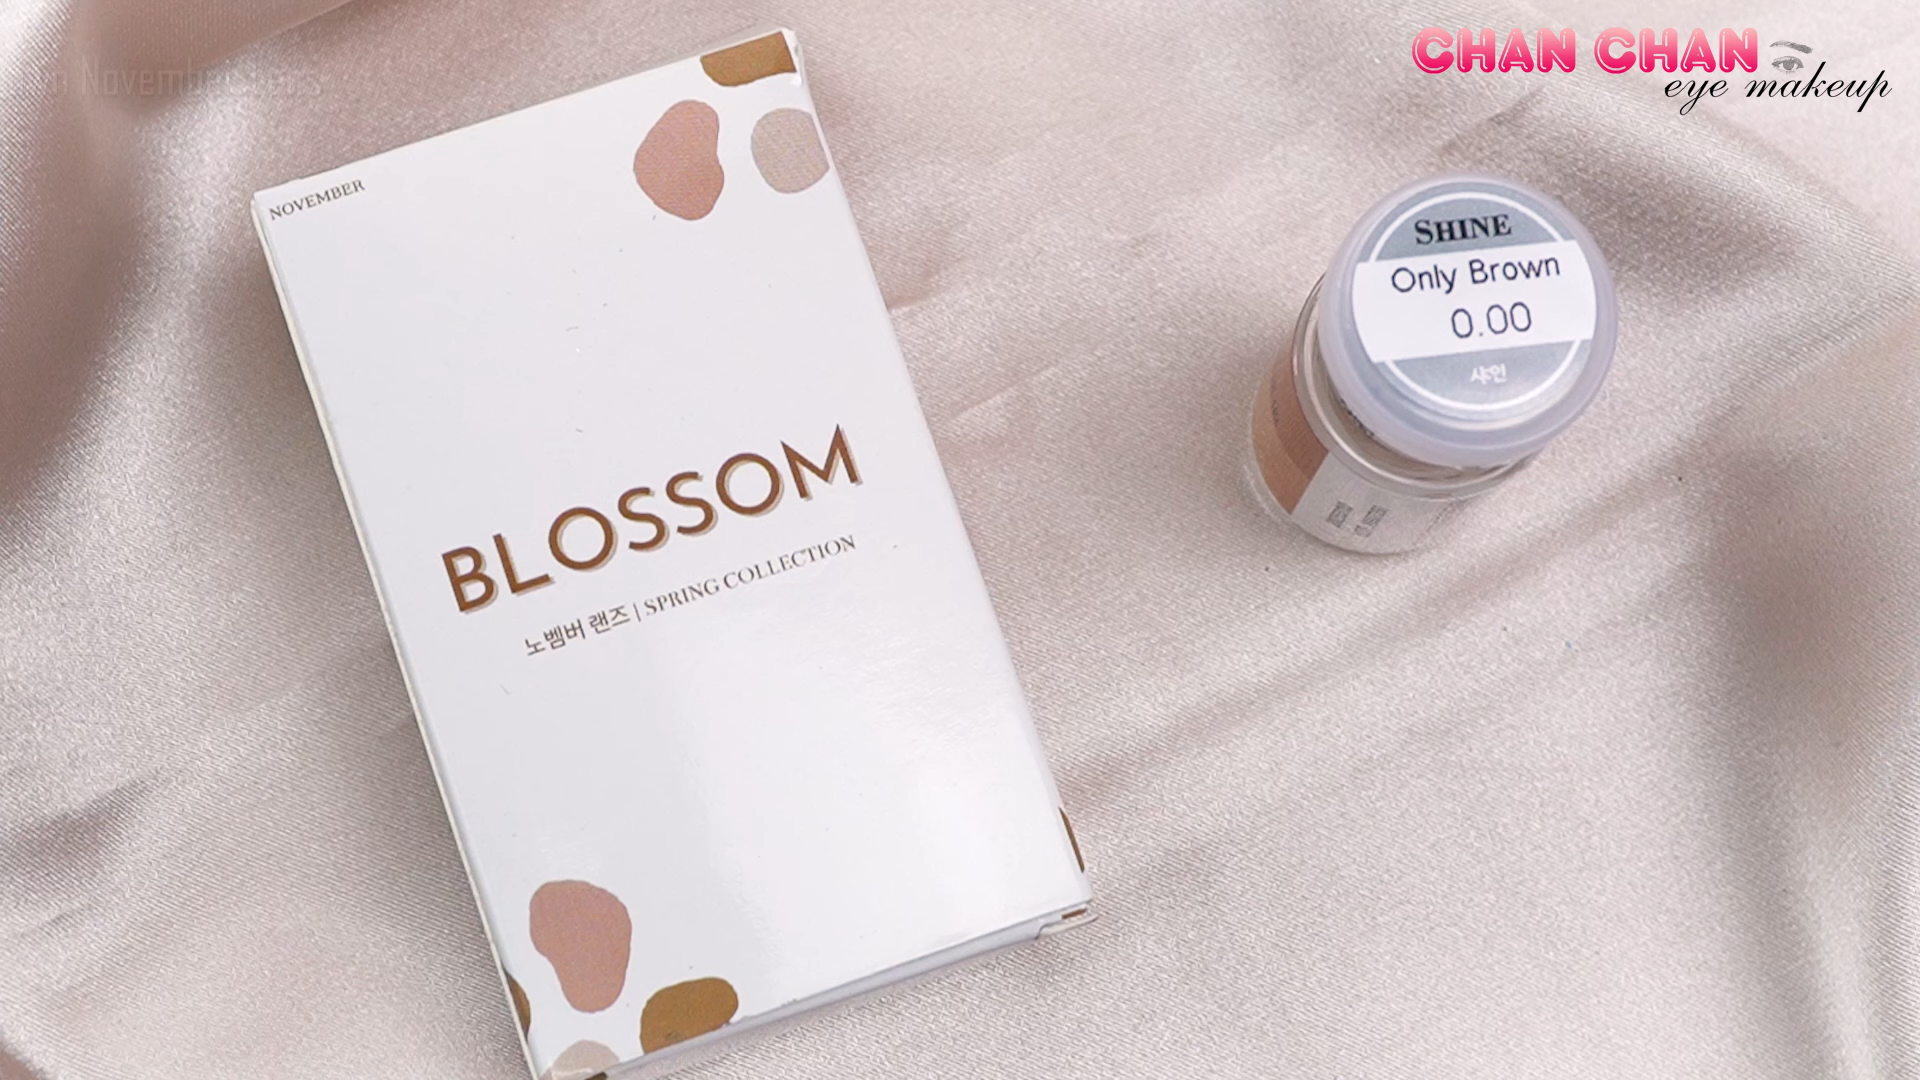 CHAN CHAN
eye makeup
NOVEMBER
BLOSSOM
노벰버 랜즈 | SPRING COLLECTION
SHINE
Only Brown
0.00
샤인